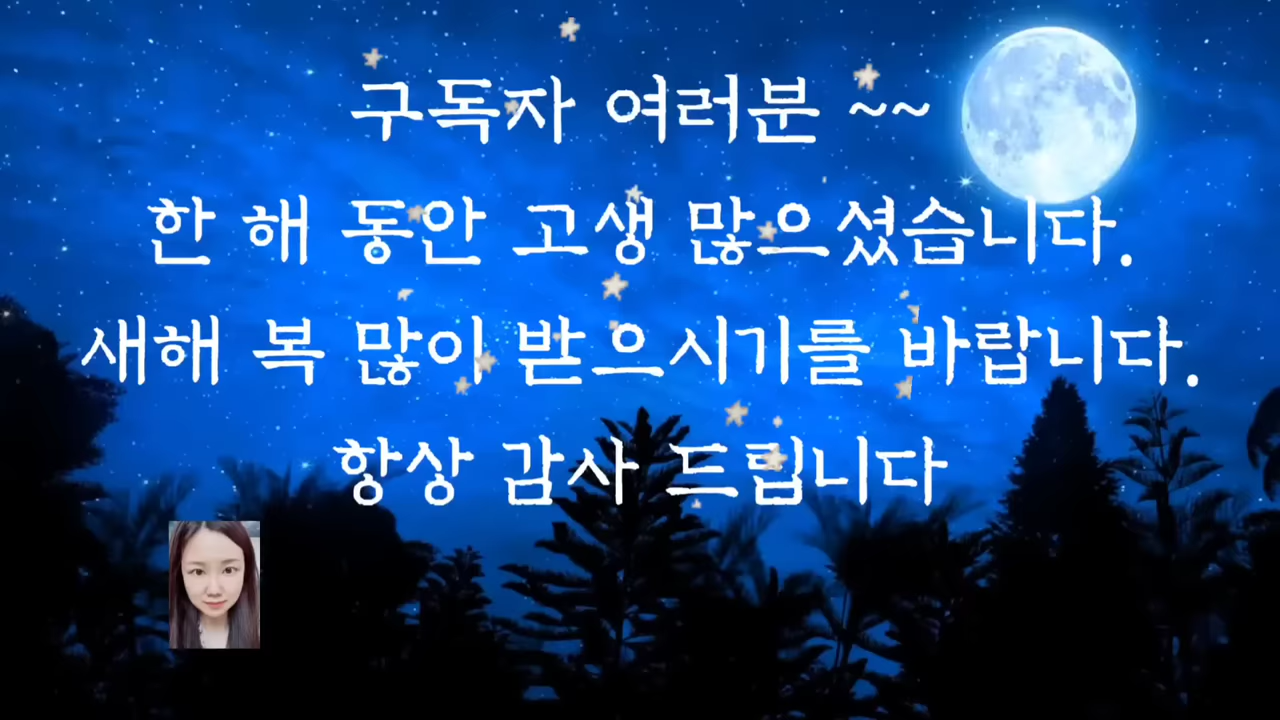 구독자 여러분 ~~
한 해 동안 고생 많으셨습니다.
새해 복 많이 받으시기를 바랍니다.
항상 감사 드립니다